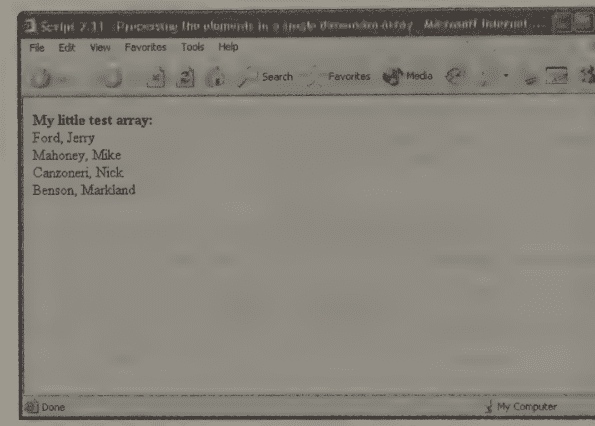 Script 7.11 - Processing the elements in a single dimension array - Microsoft Internet ...
File Edit View Favorites Tools Help
Search Favorites Media
My little test array:
Ford, Jerry
Mahoney, Mike
Canzoneri, Nick
Benson, Markland
Done My Computer